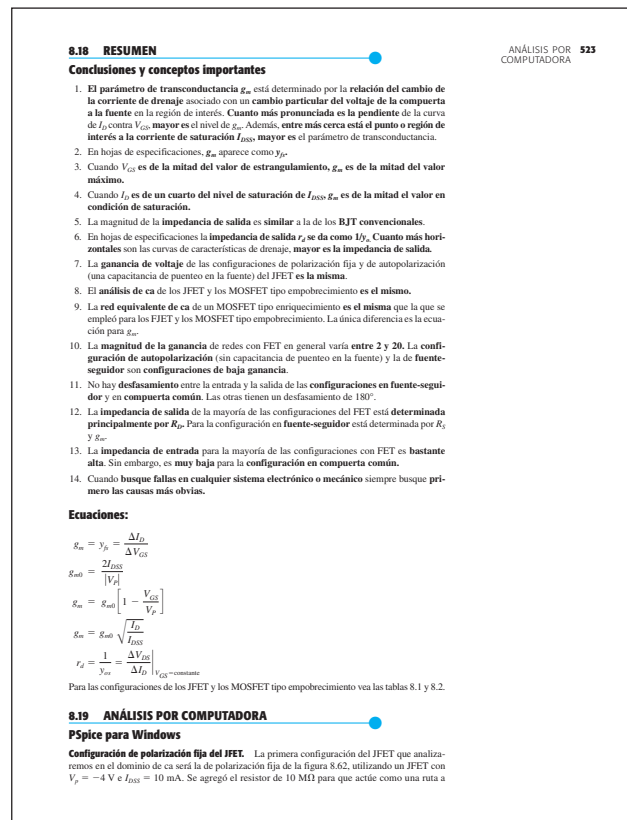 8.18 RESUMEN
ANÁLISIS POR 523
COMPUTADORA
Conclusiones y conceptos importantes
1. El parámetro de transconductancia gm está determinado por la relación del cambio de
la corriente de drenaje asociado con un cambio particular del voltaje de la compuerta
a la fuente en la región de interés. Cuanto más pronunciada es la pendiente de la curva
de ID contra VGS, mayor es el nivel de gm. Además, entre más cerca está el punto o región de
interés a la corriente de saturación IDSS, mayor es el parámetro de transconductancia.
2. En hojas de especificaciones, gm aparece como yfs.
3. Cuando VGS es de la mitad del valor de estrangulamiento, gm es de la mitad del valor
máximo.
4. Cuando ID es de un cuarto del nivel de saturación de IDSS, gm es de la mitad el valor en
condición de saturación.
5. La magnitud de la impedancia de salida es similar a la de los BJT convencionales.
6. En hojas de especificaciones la impedancia de salida rd se da como 1/yos. Cuanto más hori-
zontales son las curvas de características de drenaje, mayor es la impedancia de salida.
7. La ganancia de voltaje de las configuraciones de polarización fija y de autopolarización
(una capacitancia de puenteo en la fuente) del JFET es la misma.
8. El análisis de ca de los JFET y los MOSFET tipo empobrecimiento es el mismo.
9. La red equivalente de ca de un MOSFET tipo enriquecimiento es el misma que la que se
empleó para los FJET y los MOSFET tipo empobrecimiento. La única diferencia es la ecua-
ción para gm.
10. La magnitud de la ganancia de redes con FET en general varía entre 2 y 20. La confi-
guración de autopolarización (sin capacitancia de puenteo en la fuente) y la de fuente-
seguidor son configuraciones de baja ganancia.
11. No hay desfasamiento entre la entrada y la salida de las configuraciones en fuente-segui-
dor y en compuerta común. Las otras tienen un desfasamiento de 180°.
12. La impedancia de salida de la mayoría de las configuraciones del FET está determinada
principalmente por RD. Para la configuración en fuente-seguidor está determinada por RS
y gm.
13. La impedancia de entrada para la mayoría de las configuraciones con FET es bastante
alta. Sin embargo, es muy baja para la configuración en compuerta común.
14. Cuando busque fallas en cualquier sistema electrónico o mecánico siempre busque pri-
mero las causas más obvias.
Ecuaciones:
gm = yfs = ΔID / ΔVGS
gm0 = 2IDSS / |VP|
gm = gm0 [1 − VGS / VP]
gm = gm0 √(ID / IDSS)
rd = 1 / yos = ΔVDS / ΔID |VGS=constante
Para las configuraciones de los JFET y los MOSFET tipo empobrecimiento vea las tablas 8.1 y 8.2.
8.19 ANÁLISIS POR COMPUTADORA
PSpice para Windows
Configuración de polarización fija del JFET. La primera configuración del JFET que analiza-
remos en el dominio de ca será la de polarización fija de la figura 8.62, utilizando un JFET con
Vp = −4 V e IDSS = 10 mA. Se agregó el resistor de 10 MΩ para que actúe como una ruta a